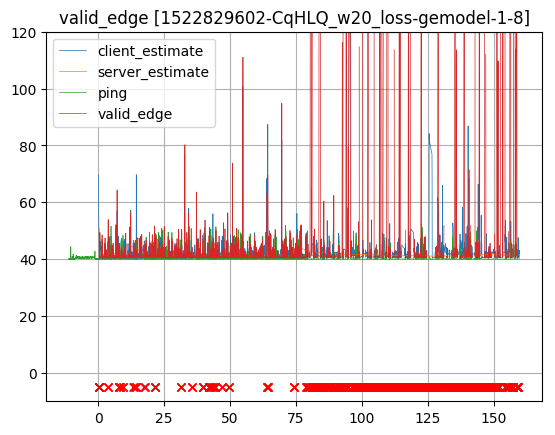 valid_edge [1522829602-CqHLQ_w20_loss-gemodel-1-8]
120
100
80
60
40
20
0
client_estimate
server_estimate
ping
valid_edge
0 25 50 75 100 125 150